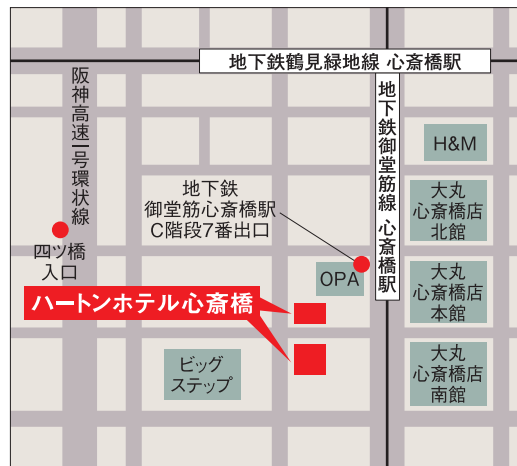 地下鉄鶴見緑地線 心斎橋駅
阪神高速一号環状線
地下鉄御堂筋線 心斎橋駅
H&M
地下鉄
御堂筋心斎橋駅
C階段7番出口
大丸
心斎橋店
北館
四ツ橋
入口
OPA
大丸
心斎橋店
本館
ハートンホテル心斎橋
ビッグ
ステップ
大丸
心斎橋店
南館